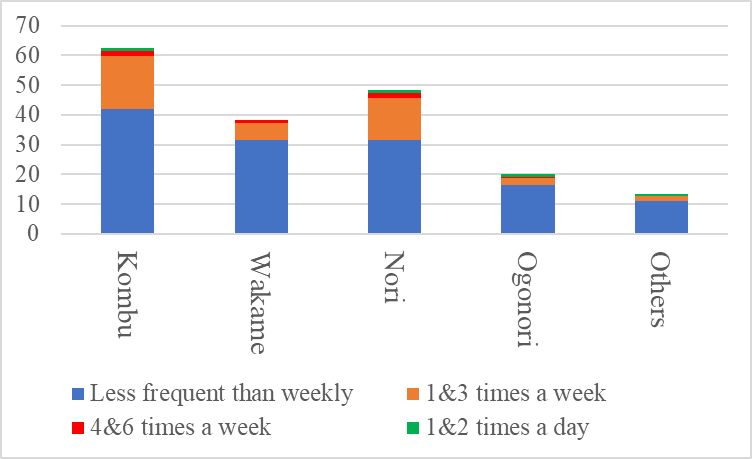 70
60
50
40
30
20
10
0
Kombu
Wakame
Nori
Ogonori
Others
Less frequent than weekly
1&3 times a week
4&6 times a week
1&2 times a day